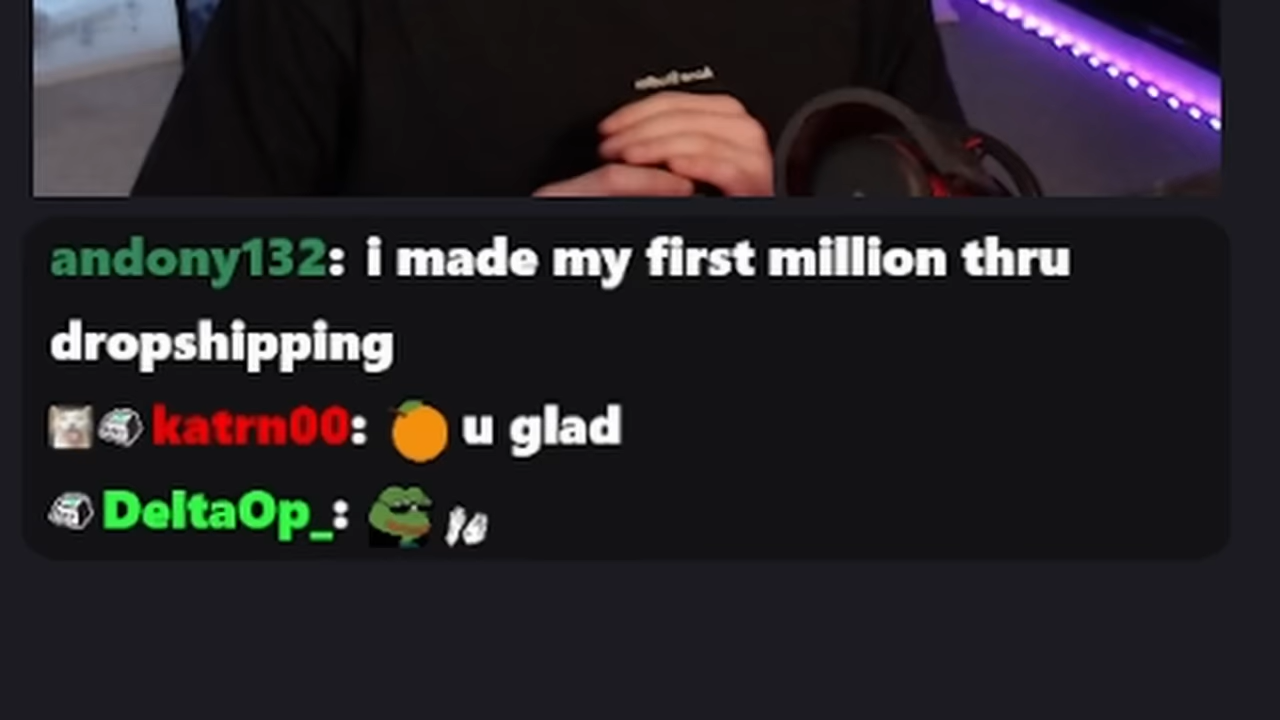 andony132: i made my first million thru
dropshipping
katrn00: u glad
DeltaOp_: